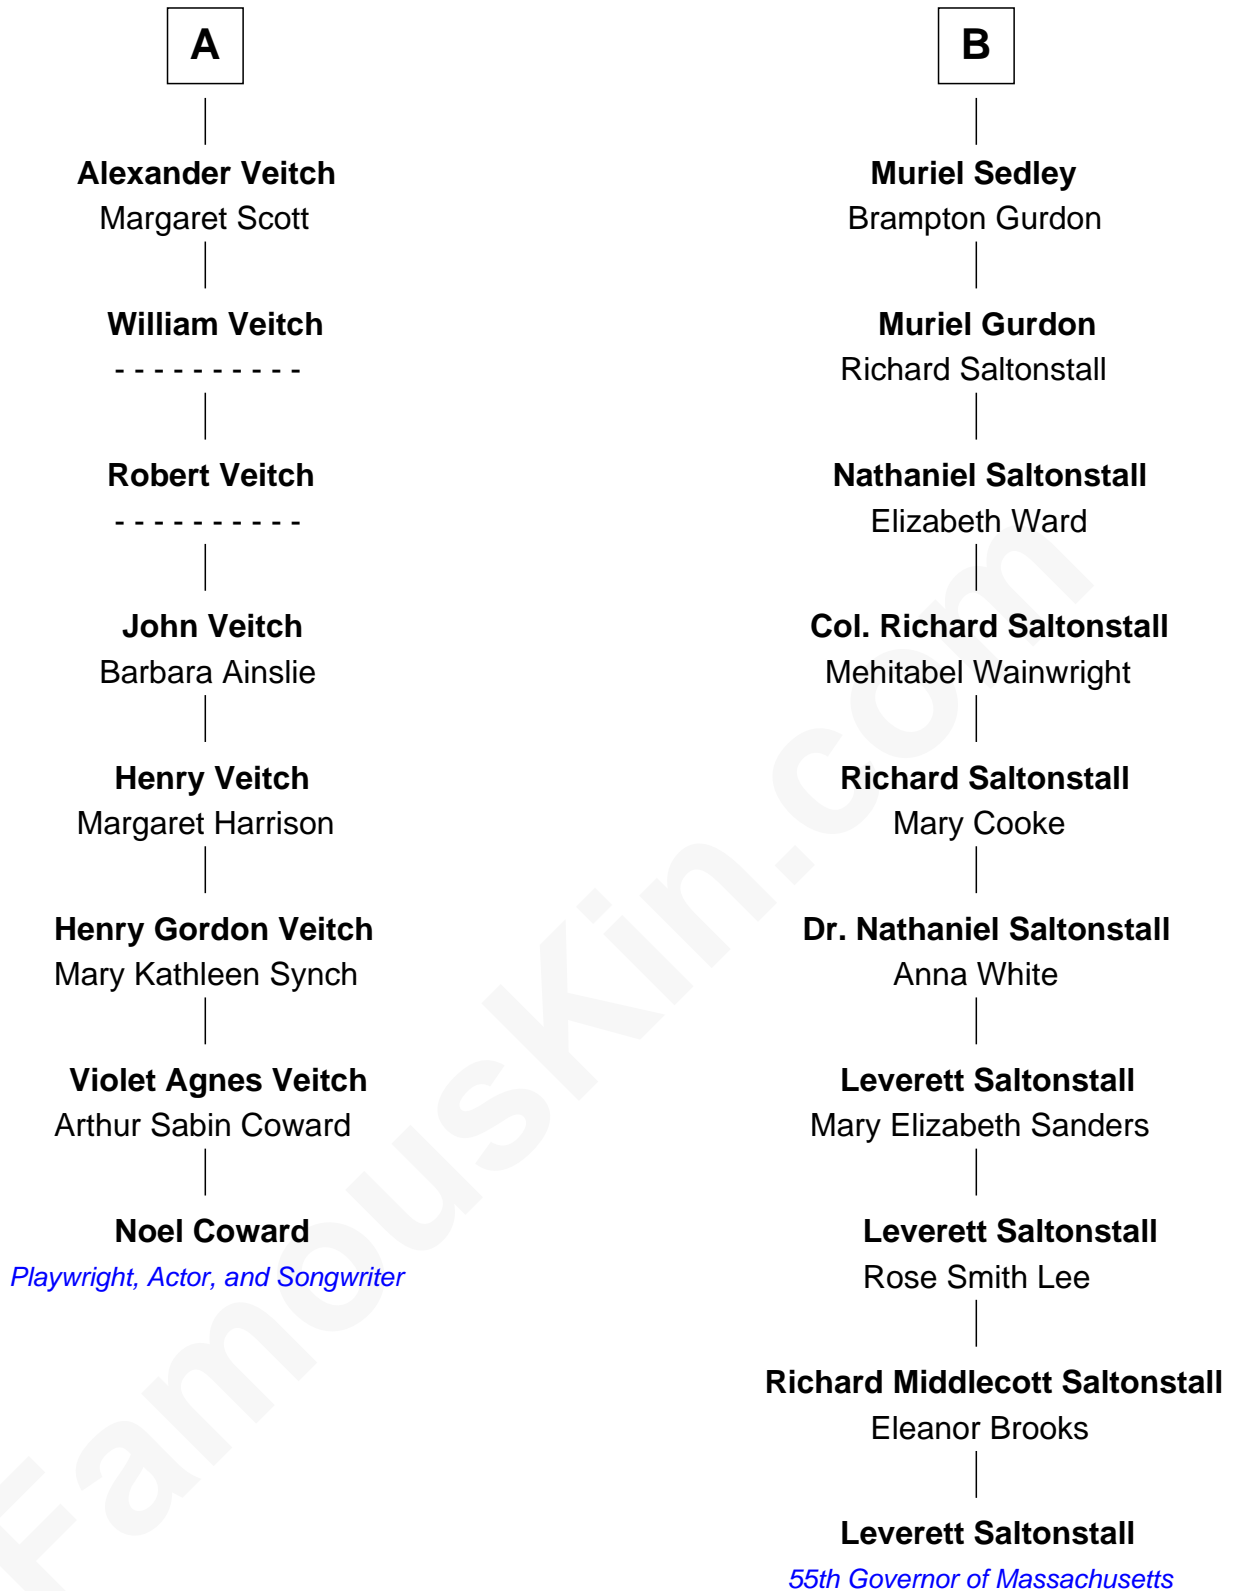 A
Alexander Veitch
Margaret Scott
William Veitch
- - - - - - - - - -
Robert Veitch
- - - - - - - - - -
John Veitch
Barbara Ainslie
Henry Veitch
Margaret Harrison
Henry Gordon Veitch
Mary Kathleen Synch
Violet Agnes Veitch
Arthur Sabin Coward
Noel Coward
Playwright, Actor, and Songwriter
B
Muriel Sedley
Brampton Gurdon
Muriel Gurdon
Richard Saltonstall
Nathaniel Saltonstall
Elizabeth Ward
Col. Richard Saltonstall
Mehitabel Wainwright
Richard Saltonstall
Mary Cooke
Dr. Nathaniel Saltonstall
Anna White
Leverett Saltonstall
Mary Elizabeth Sanders
Leverett Saltonstall
Rose Smith Lee
Richard Middlecott Saltonstall
Eleanor Brooks
Leverett Saltonstall
55th Governor of Massachusetts
FamousKin.com